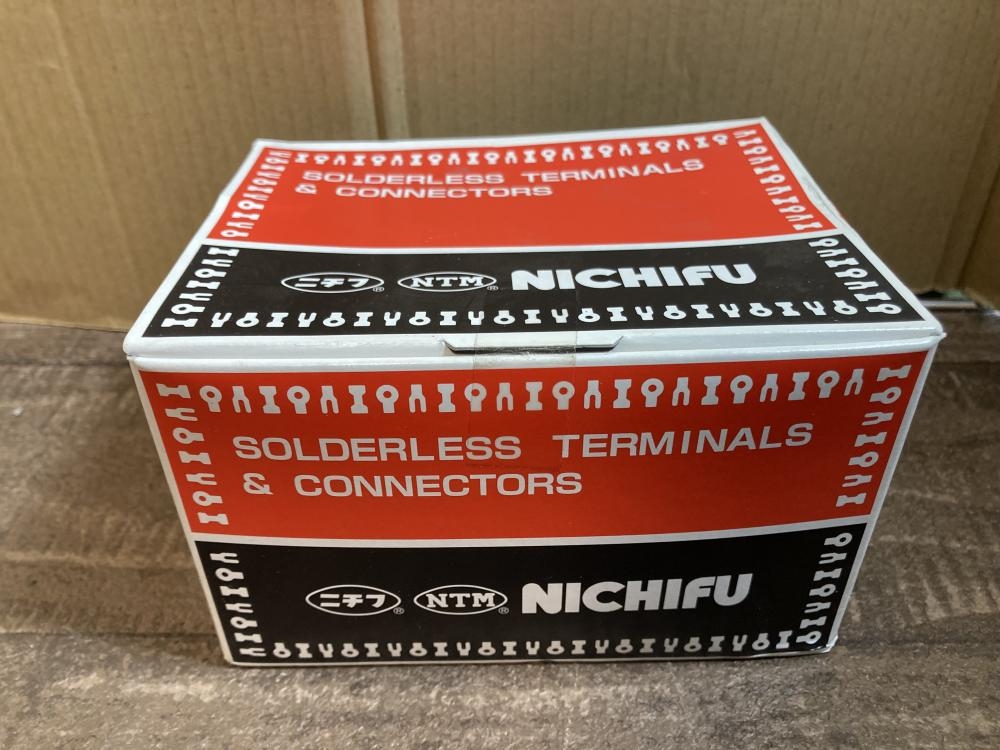 SOLDERLESS TERMINALS
& CONNECTORS
ニチフ® NTM® NICHIFU
SOLDERLESS TERMINALS
& CONNECTORS
ニチフ® NTM® NICHIFU